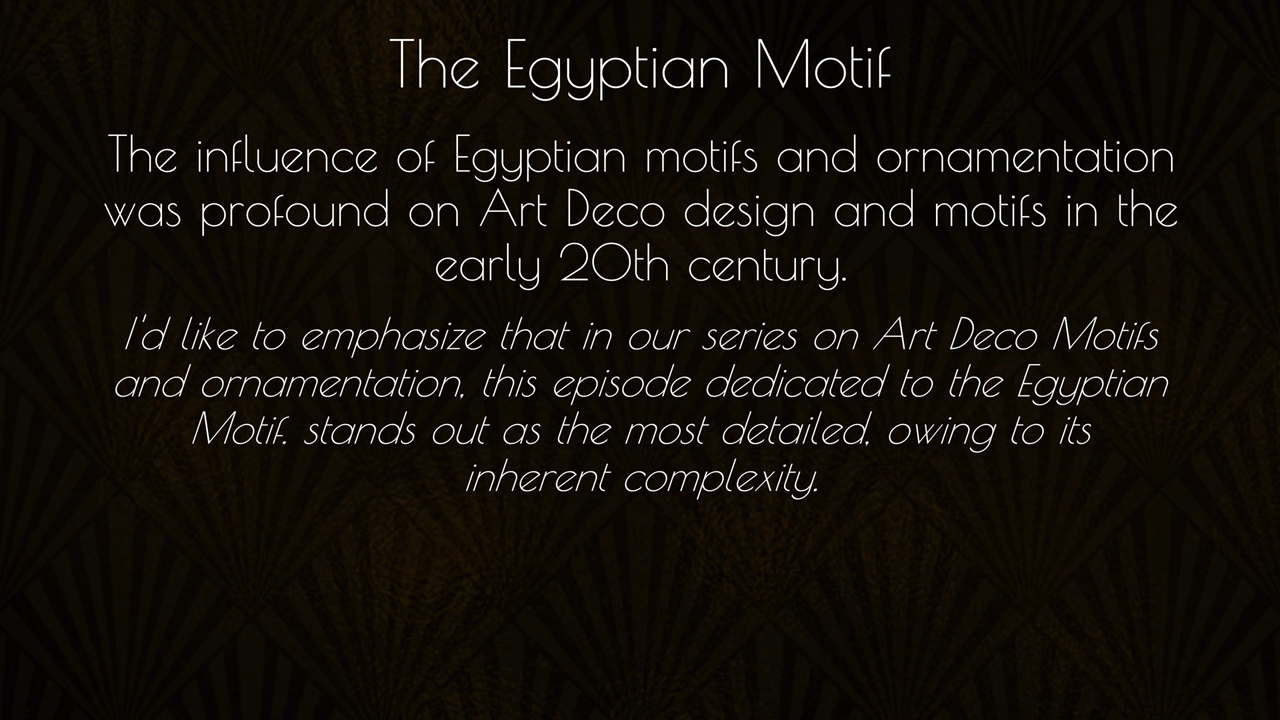 The Egyptian Motif
The influence of Egyptian motifs and ornamentation
was profound on Art Deco design and motifs in the
early 20th century.
I'd like to emphasize that in our series on Art Deco Motifs
and ornamentation, this episode dedicated to the Egyptian
Motif. stands out as the most detailed, owing to its
inherent complexity.